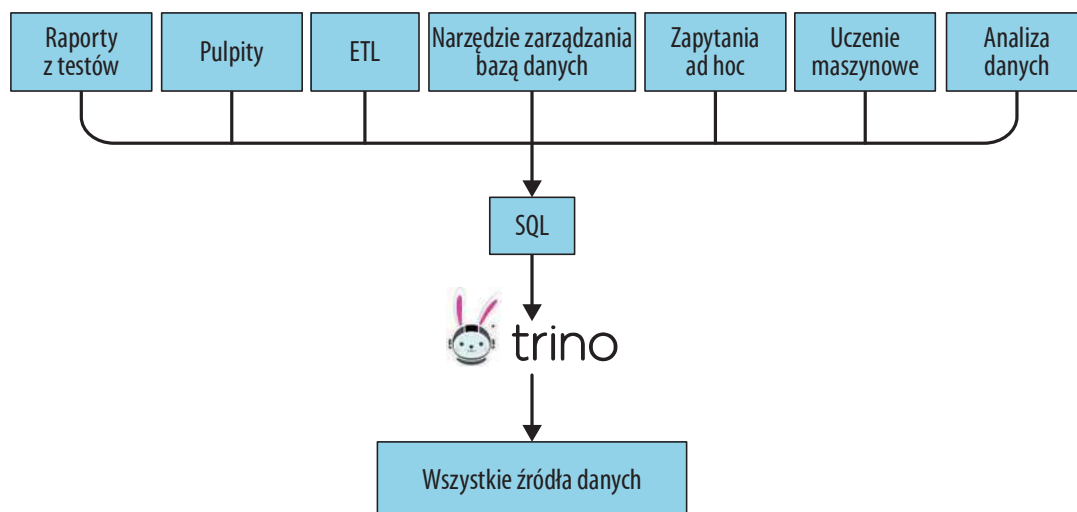 Raporty
z testów
Pulpity
ETL
Narzędzie zarządzania
bazą danych
Zapytania
ad hoc
Uczenie
maszynowe
Analiza
danych
SQL
trino
Wszystkie źródła danych